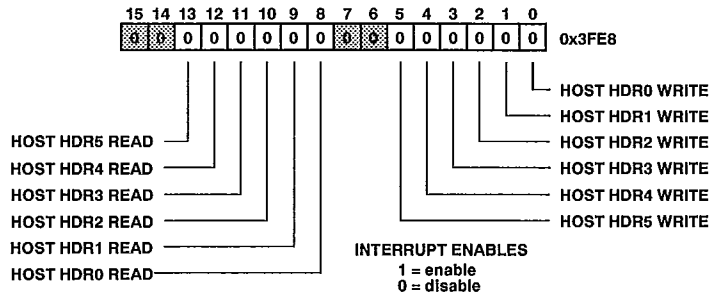 15 14 13 12 11 10 9 8 7 6 5 4 3 2 1 0
0 0 0 0 0 0 0 0 0 0 0 0 0 0 0 0 0x3FE8
HOST HDR0 WRITE
HOST HDR1 WRITE
HOST HDR5 READ HOST HDR2 WRITE
HOST HDR4 READ HOST HDR3 WRITE
HOST HDR3 READ HOST HDR4 WRITE
HOST HDR2 READ HOST HDR5 WRITE
HOST HDR1 READ INTERRUPT ENABLES
HOST HDR0 READ 1 = enable
0 = disable